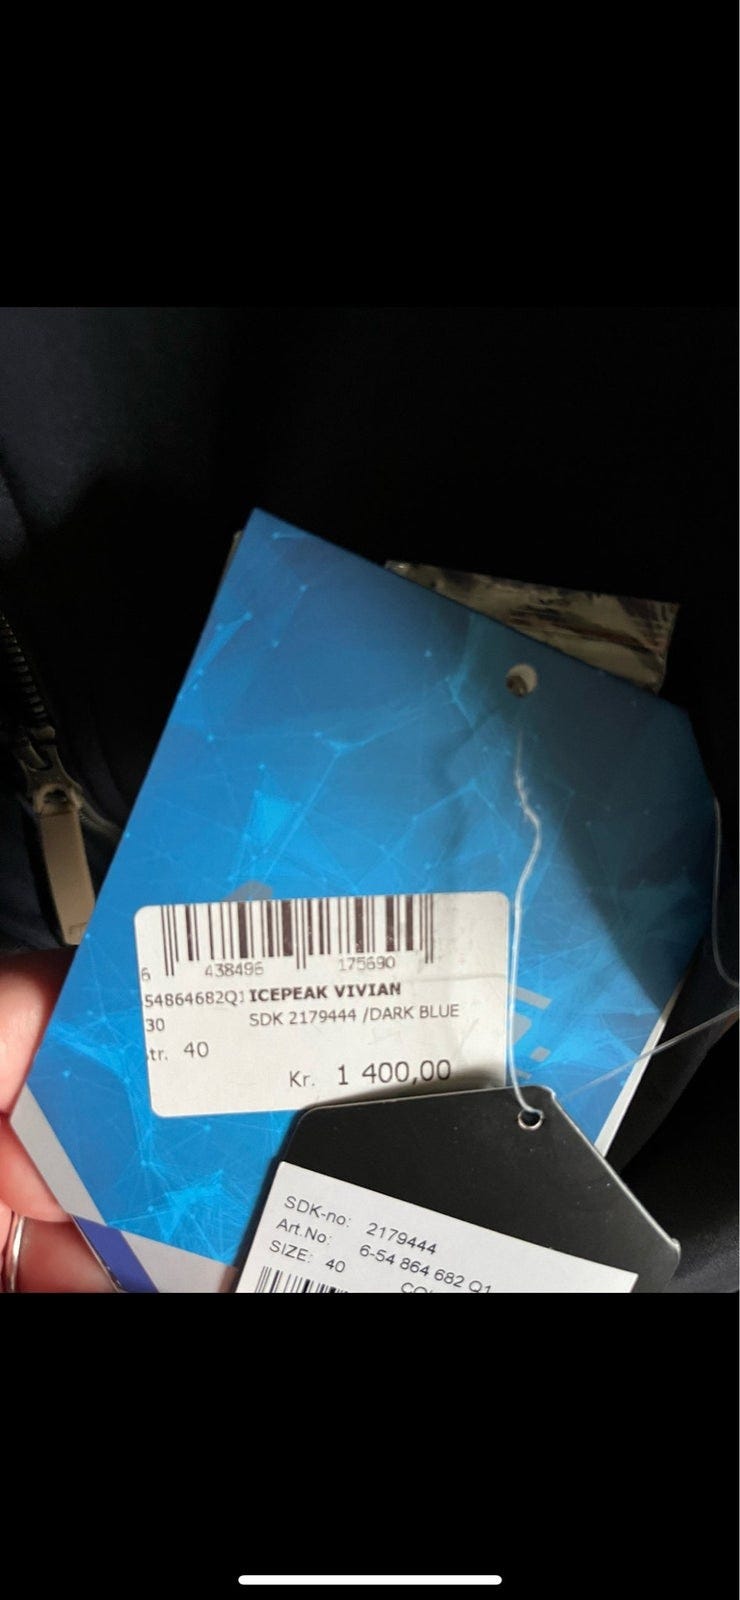 6 438496 175690
54864682Q1 ICEPEAK VIVIAN
30 SDK 2179444 /DARK BLUE
tr. 40
Kr. 1 400,00
SDK-no: 2179444
Art.No: 6-54 864 682 Q1
SIZE: 40